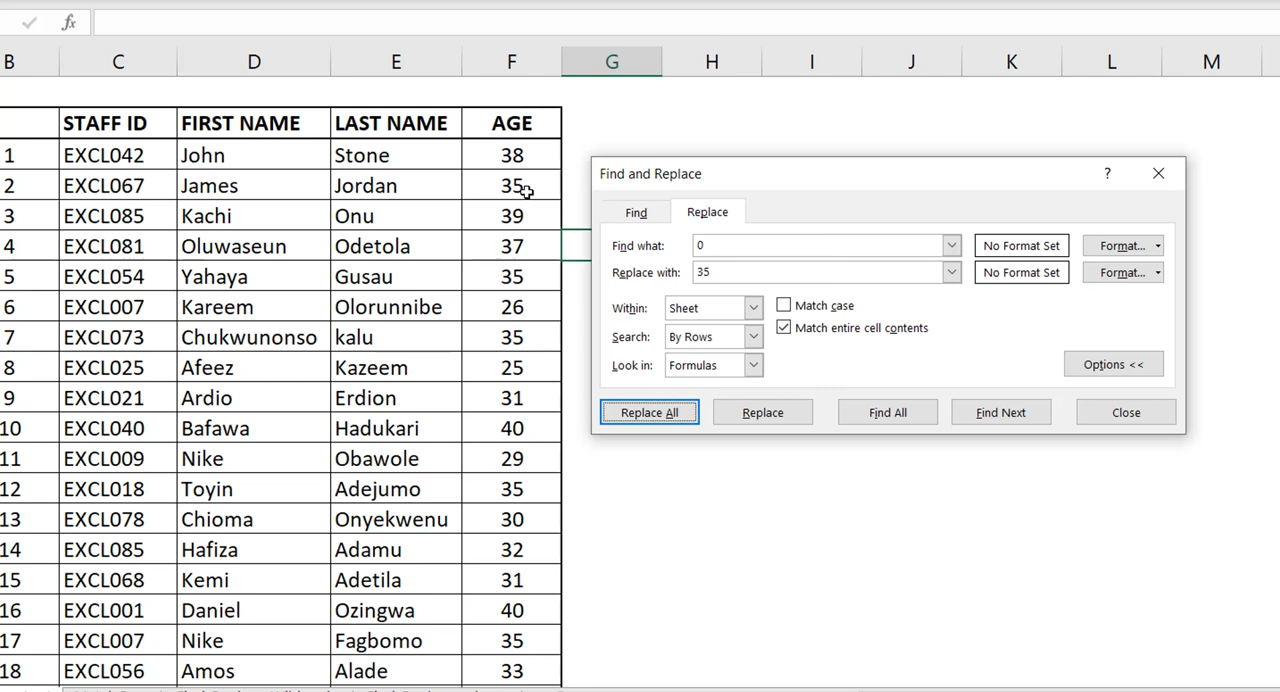 fx
B C D E F G H I J K L M
STAFF ID FIRST NAME LAST NAME AGE
1 EXCL042 John Stone 38
2 EXCL067 James Jordan 35
3 EXCL085 Kachi Onu 39
4 EXCL081 Oluwaseun Odetola 37
5 EXCL054 Yahaya Gusau 35
6 EXCL007 Kareem Olorunnibe 26
7 EXCL073 Chukwunonso kalu 35
8 EXCL025 Afeez Kazeem 25
9 EXCL021 Ardio Erdion 31
10 EXCL040 Bafawa Hadukari 40
11 EXCL009 Nike Obawole 29
12 EXCL018 Toyin Adejumo 35
13 EXCL078 Chioma Onyekwenu 30
14 EXCL085 Hafiza Adamu 32
15 EXCL068 Kemi Adetila 31
16 EXCL001 Daniel Ozingwa 40
17 EXCL007 Nike Fagbomo 35
18 EXCL056 Amos Alade 33
Find and Replace ?
Find Replace
Find what: 0 No Format Set Format...
Replace with: 35 No Format Set Format...
Within: Sheet Match case
Search: By Rows Match entire cell contents
Look in: Formulas Options <<
Replace All Replace Find All Find Next Close